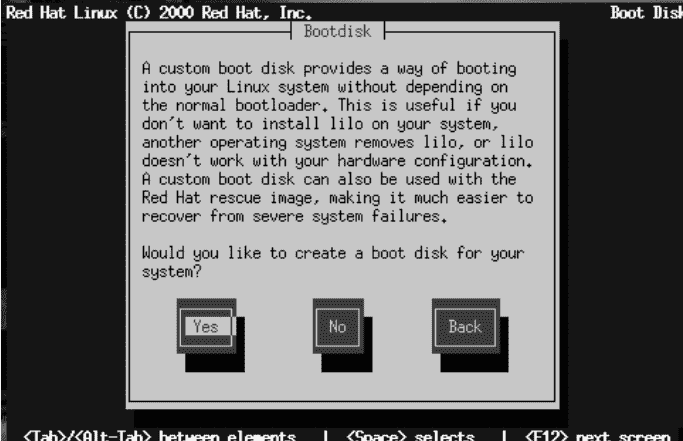 Red Hat Linux (C) 2000 Red Hat, Inc. Boot Disk
Bootdisk
A custom boot disk provides a way of booting
into your Linux system without depending on
the normal bootloader. This is useful if you
don't want to install lilo on your system,
another operating system removes lilo, or lilo
doesn't work with your hardware configuration.
A custom boot disk can also be used with the
Red Hat rescue image, making it much easier to
recover from severe system failures.
Would you like to create a boot disk for your
system?
Yes No Back
<Tab>/<Alt-Tab> between elements | <Space> selects | <F12> next screen